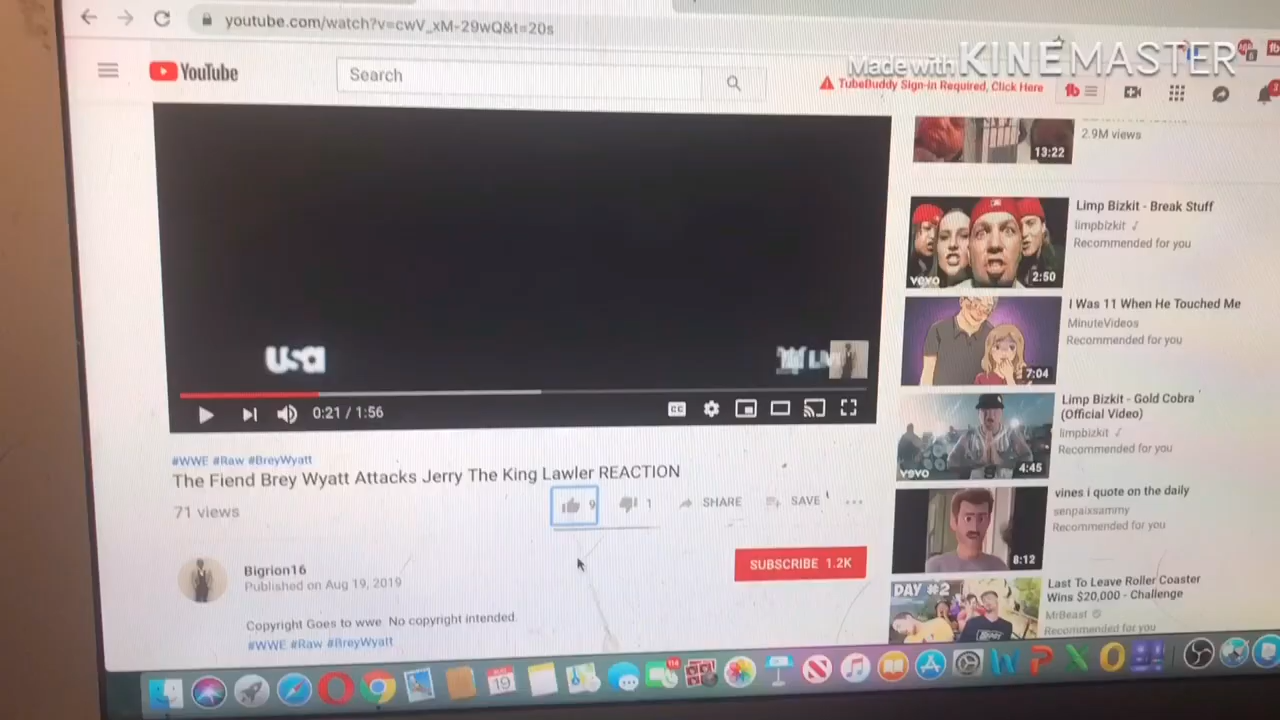 youtube.com/watch?v=cwV_xM-29wQ&t=20s
Made with KINEMASTER
YouTube
Search
TubeBuddy Sign-in Required, Click Here
2.9M views
13:22
Limp Bizkit - Break Stuff
limpbizkit
Recommended for you
vevo
2:50
I Was 11 When He Touched Me
MinuteVideos
Recommended for you
7:04
usa
LIV
CC
0:21 / 1:56
Limp Bizkit - Gold Cobra
(Official Video)
limpbizkit
Recommended for you
vevo
4:45
#WWE #Raw #BreyWyatt
The Fiend Brey Wyatt Attacks Jerry The King Lawler REACTION
71 views
9
1
SHARE
SAVE
vines i quote on the daily
senpaixsammy
Recommended for you
8:12
Bigrion16
Published on Aug 19, 2019
SUBSCRIBE 1.2K
DAY #2
Last To Leave Roller Coaster
Wins $20,000 - Challenge
MrBeast
Recommended for you
Copyright Goes to wwe. No copyright intended.
#WWE #Raw #BreyWyatt
19
114